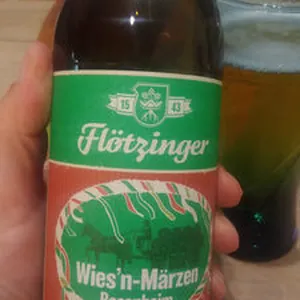 15 43
Flötzinger
Wies'n-Märzen
Rosenheim